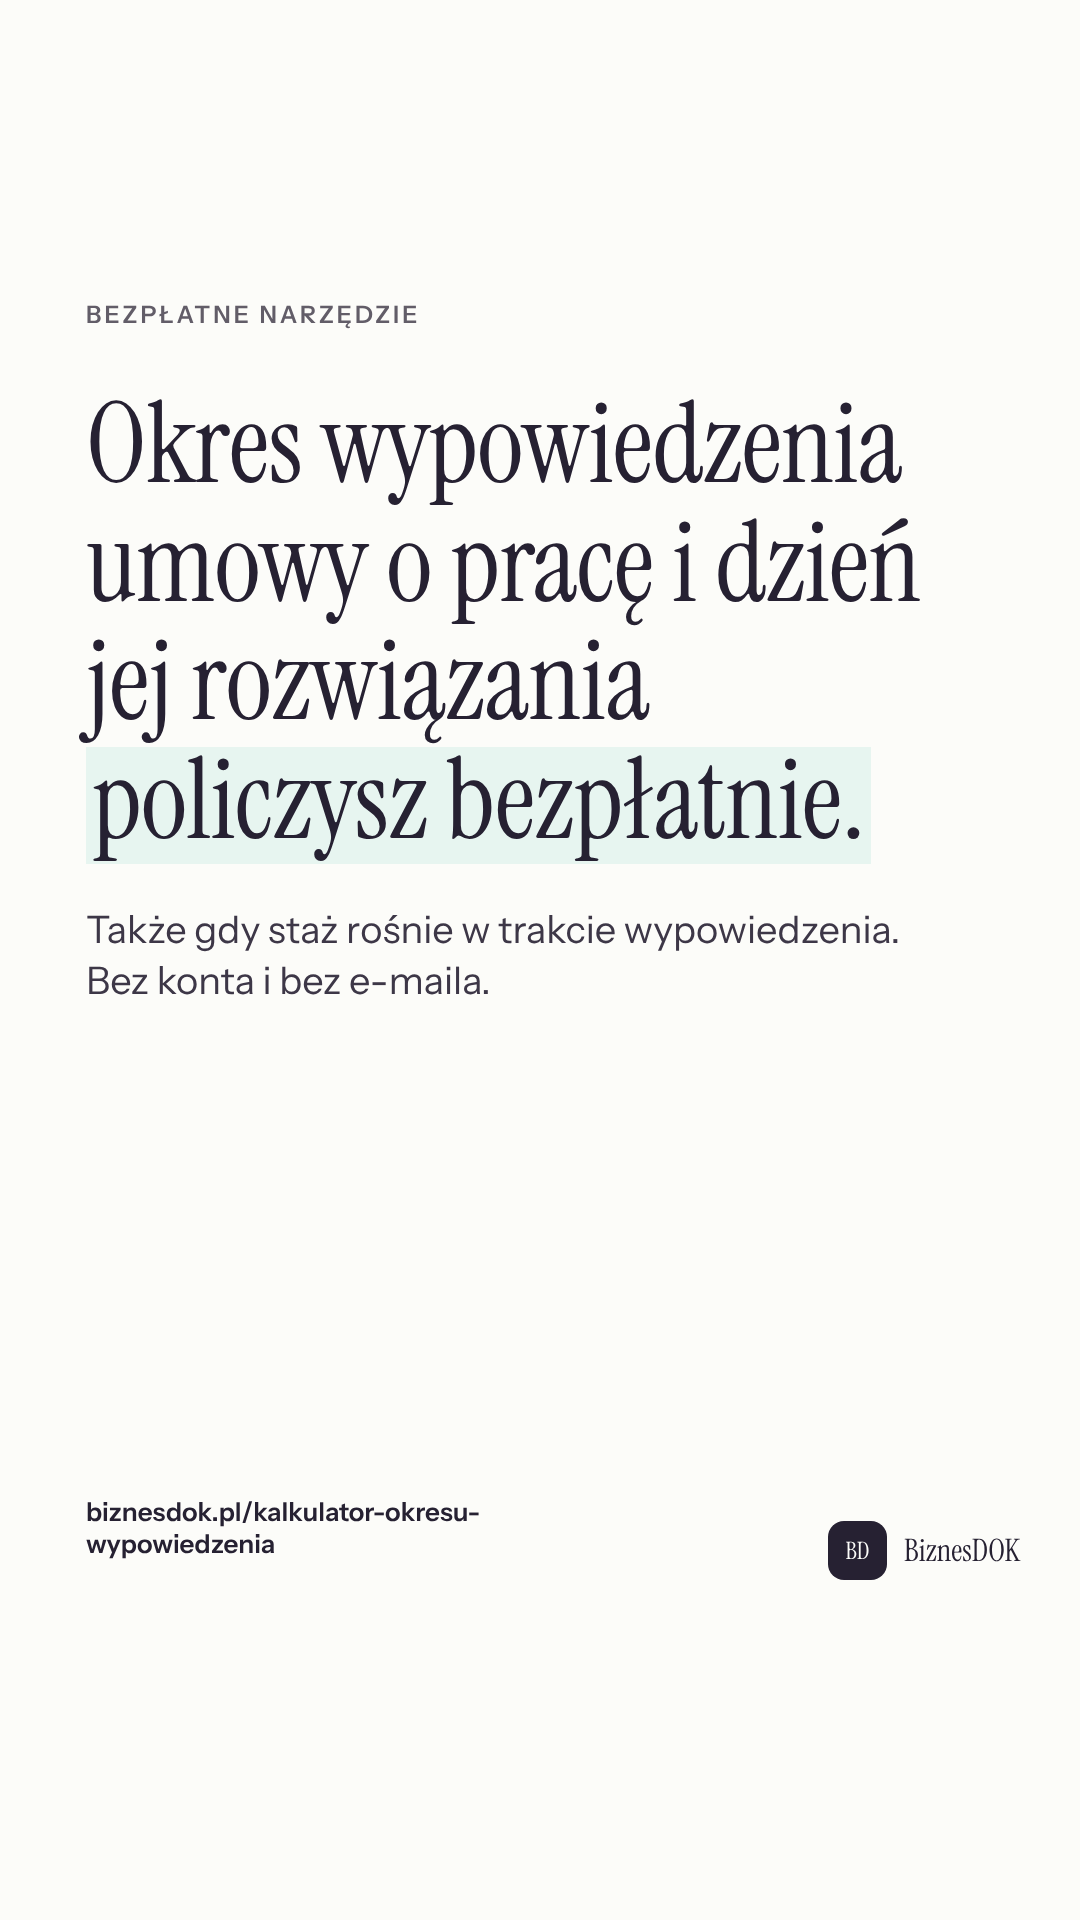 BEZPŁATNE NARZĘDZIE
Okres wypowiedzenia
umowy o pracę i dzień
jej rozwiązania
policzysz bezpłatnie.
Także gdy staż rośnie w trakcie wypowiedzenia.
Bez konta i bez e-maila.
biznesdok.pl/kalkulator-okresu-
wypowiedzenia
BD BiznesDOK